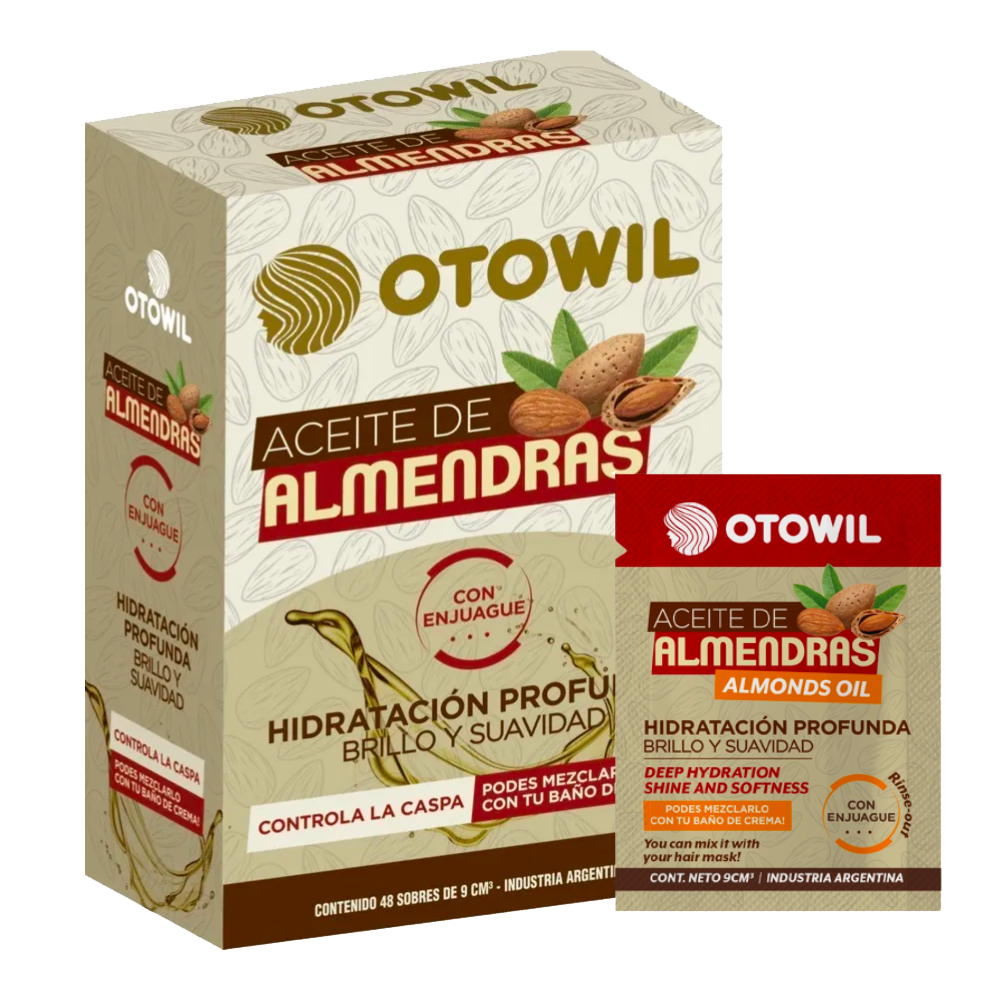 OTOWIL
ACEITE DE
ALMENDRAS
OTOWIL
ACEITE DE
ALMENDRAS
CON
ENJUAGUE
HIDRATACIÓN
PROFUNDA
BRILLO Y
SUAVIDAD
CONTROLA LA CASPA
PODES MEZCLARLO
CON TU BAÑO DE CREMA!
OTOWIL
ACEITE DE
ALMENDRAS
CON
ENJUAGUE
HIDRATACIÓN PROFU
BRILLO Y SUAVIDAD
CONTROLA LA CASPA
PODES MEZCLAR
CON TU BAÑO D
CONTENIDO 48 SOBRES DE 9 CM³ - INDUSTRIA ARGENTI
OTOWIL
ACEITE DE
ALMENDRAS
ALMONDS OIL
HIDRATACIÓN PROFUNDA
BRILLO Y SUAVIDAD
DEEP HYDRATION
SHINE AND SOFTNESS
PODES MEZCLARLO
CON TU BAÑO DE CREMA!
You can mix it with
your hair mask!
CON
ENJUAGUE
Rinse-out
CONT. NETO 9CM³ | INDUSTRIA ARGENTINA